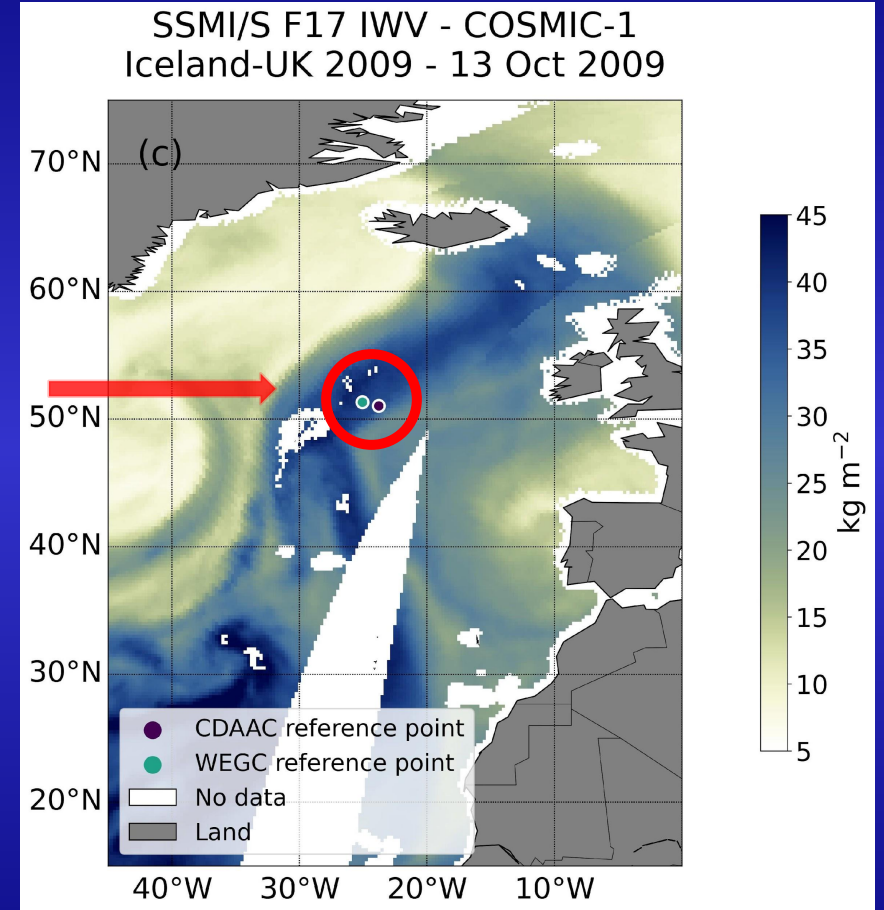 SSMI/S F17 IWV - COSMIC-1
Iceland-UK 2009 - 13 Oct 2009
(c)
70°N
60°N
50°N
40°N
30°N
20°N
40°W 30°W 20°W 10°W
CDAAC reference point
WEGC reference point
No data
Land
45
40
35
30
25
20
15
10
5
kg m⁻²